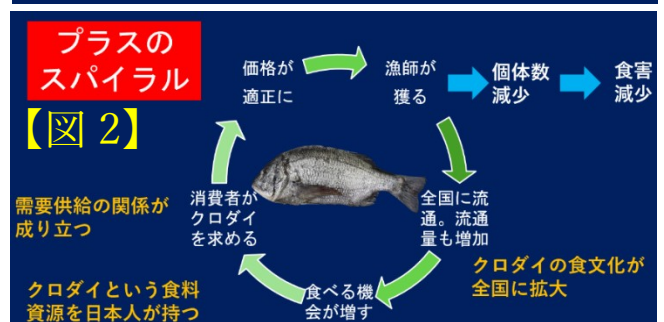 プラスの
スパイラル
【図 2】
価格が
適正に
漁師が
獲る
個体数
減少
食害
減少
全国に流
通。流通
量も増加
クロダイの食文化が
全国に拡大
食べる機
会が増す
消費者が
クロダイ
を求める
需要供給の関係が
成り立つ
クロダイという食料
資源を日本人が持つ